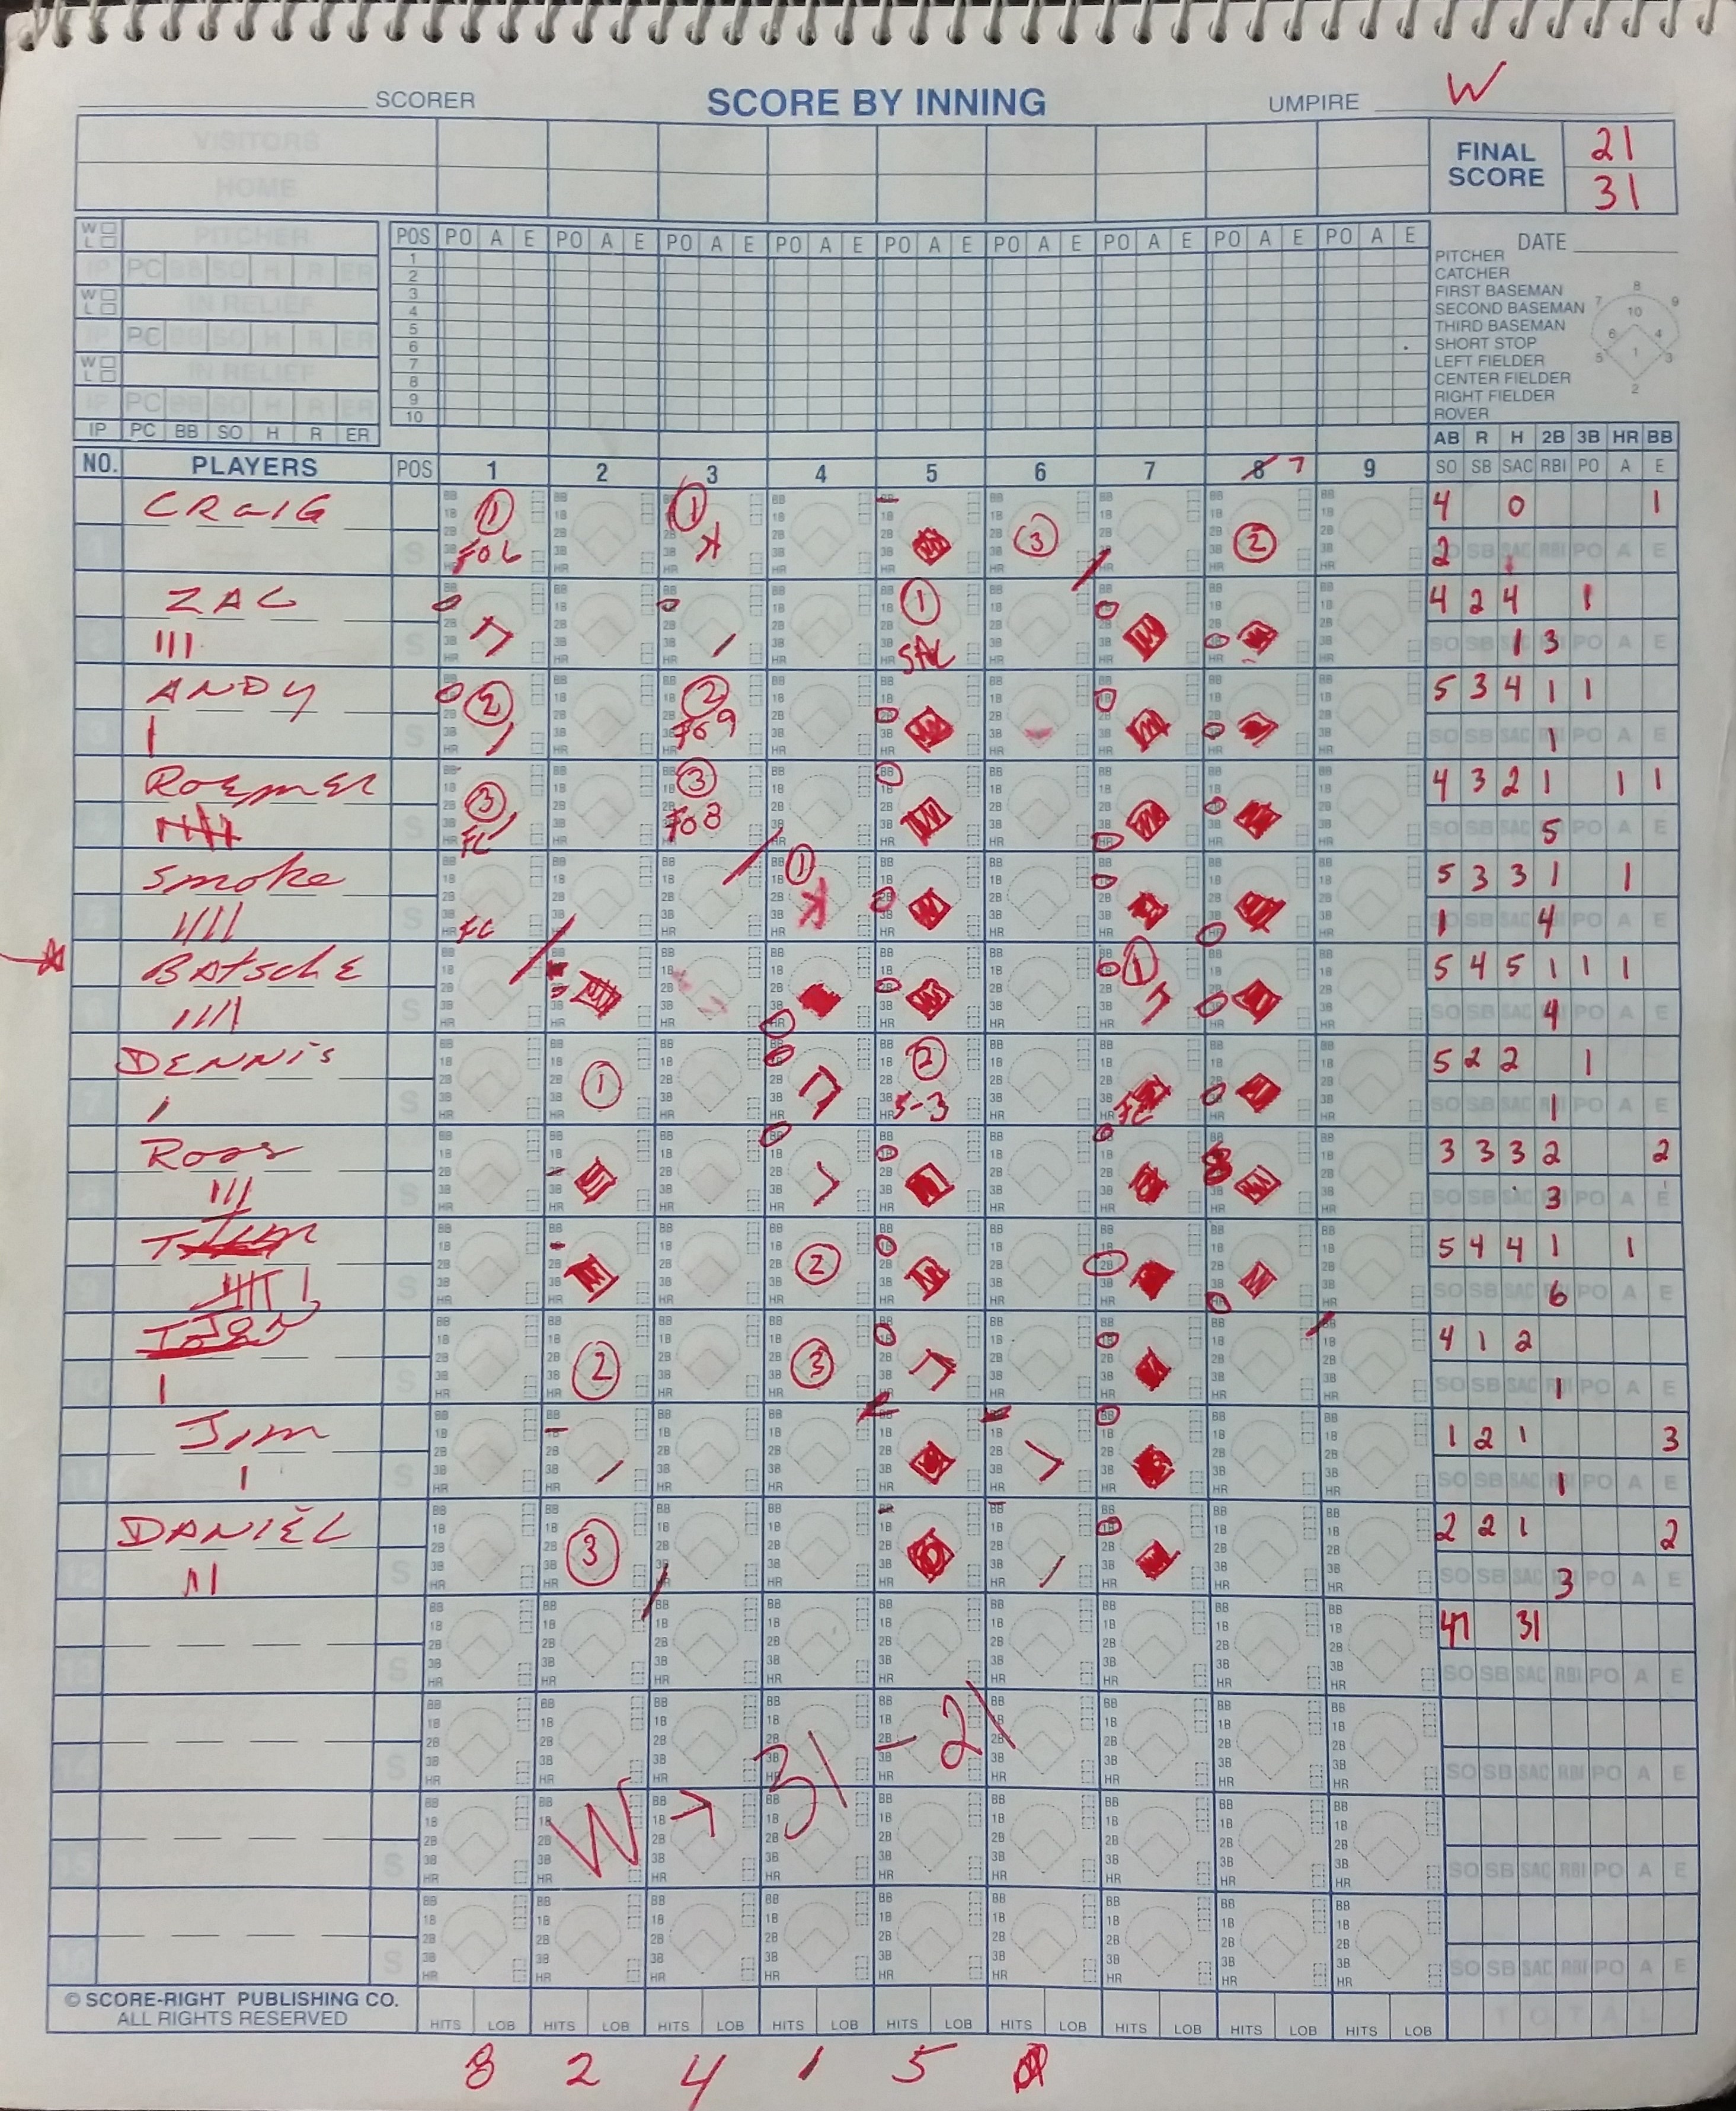 W
SCORER SCORE BY INNING UMPIRE
VISITORS
HOME
FINAL SCORE
21
31
W L PITCHER
IP PC BB SO H R ER
W L IN RELIEF
IP PC BB SO H R ER
W L IN RELIEF
IP PC BB SO H R ER
IP PC BB SO H R ER
POS PO A E PO A E PO A E PO A E PO A E PO A E PO A E PO A E PO A E
1
2
3
4
5
6
7
8
9
10
DATE
PITCHER
CATCHER
FIRST BASEMAN
SECOND BASEMAN
THIRD BASEMAN
SHORT STOP
LEFT FIELDER
CENTER FIELDER
RIGHT FIELDER
ROVER
AB R H 2B 3B HR BB
NO. PLAYERS POS 1 2 3 4 5 6 7 8 7 9 SO SB SAC RBI PO A E
CRAIG 1 FO6 1 K 3 2 4 0 1
2
ZAC 1 SAC 4 2 4 1
III 1 3
ANDY 2 2 FO9 5 3 4 1 1
I 1
ROEMER 3 FC 3 FO8 4 3 2 1 1 1
5
Smoke FC 1 K 5 3 3 1 1
IIII 1 4
BATSCHE 1 5 4 5 1 1 1
IIII 4
DENNIS 1 2 5-3 FC 5 2 2 1
I 1
Ross 3 3 3 2 2
III 3
2 5 4 4 1 1
6
2 3 4 1 2
I 1
Jim 1 2 1 3
I 1
DANIEL 3 2 2 1 2
II 3
47 31
W → 31 - 21
© SCORE-RIGHT PUBLISHING CO.
ALL RIGHTS RESERVED
HITS LOB HITS LOB HITS LOB HITS LOB HITS LOB HITS LOB HITS LOB HITS LOB HITS LOB TOTAL
8 2 4 1 5